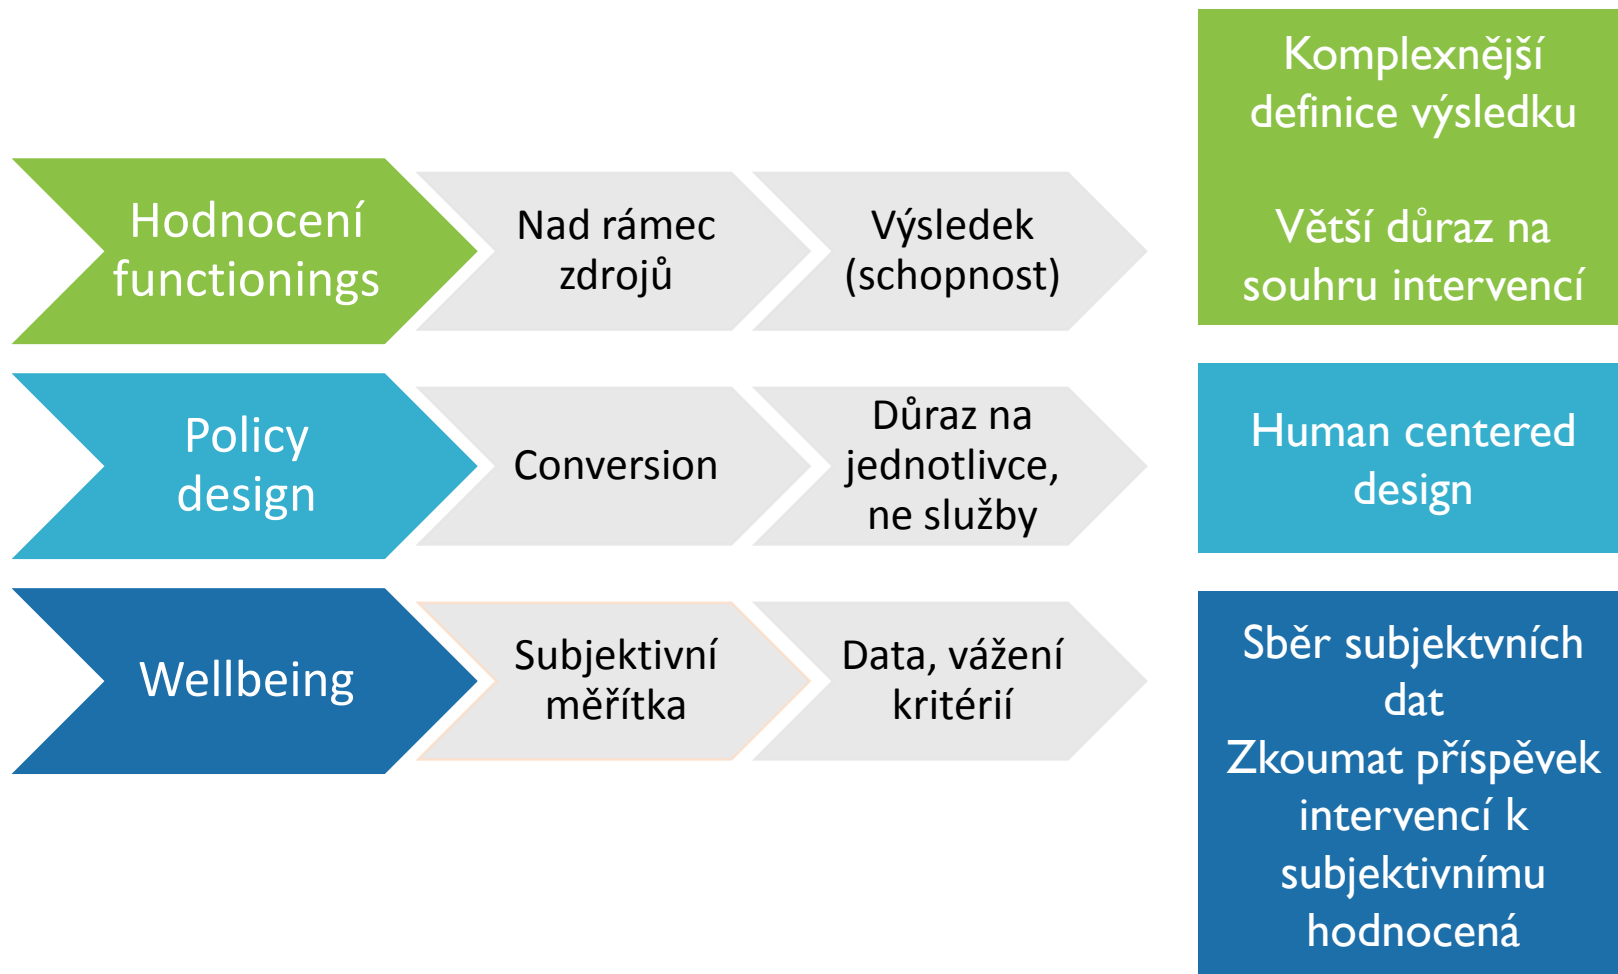 Hodnocení
functionings
Nad rámec
zdrojů
Výsledek
(schopnost)
Komplexnější
definice výsledku
Větší důraz na
souhru intervencí
Policy
design
Conversion
Důraz na
jednotlivce,
ne služby
Human centered
design
Wellbeing
Subjektivní
měřítka
Data, vážení
kritérií
Sběr subjektvních
dat
Zkoumat příspěvek
intervencí k
subjektivnímu
hodnocená